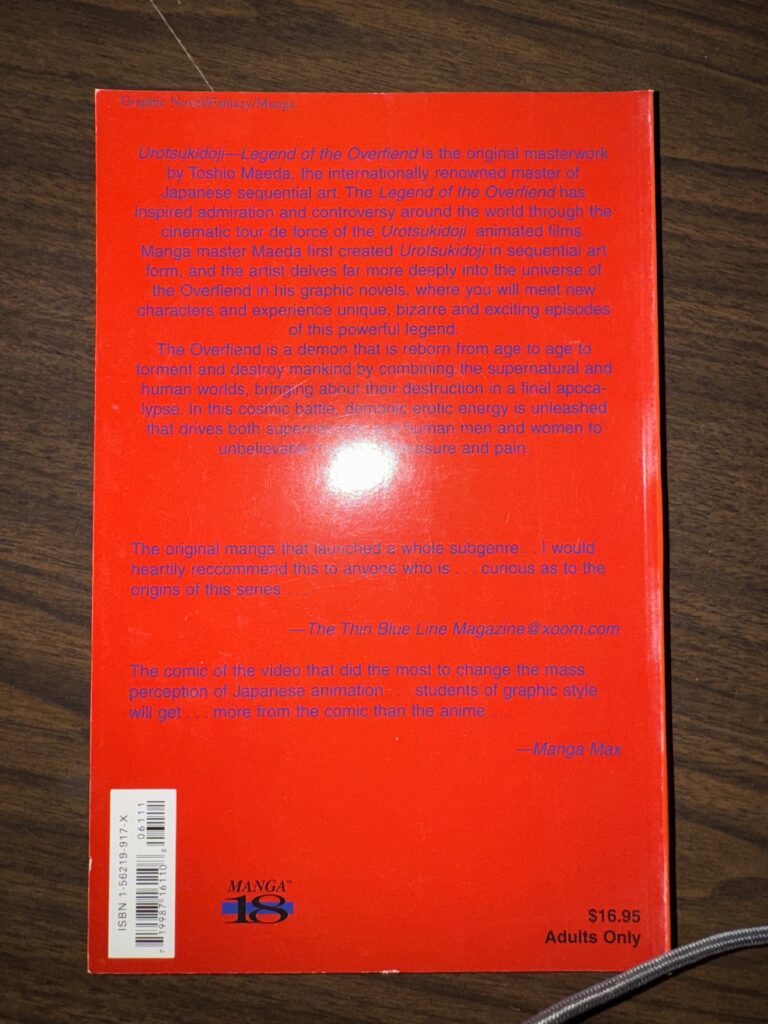 Graphic Novel/Fantasy/Manga
Urotsukidoji—Legend of the Overfiend is the original masterwork
by Toshio Maeda, the internationally renowned master of
Japanese sequential art. The Legend of the Overfiend has
inspired admiration and controversy around the world through the
cinematic tour de force of the Urotsukidoji animated films.
Manga master Maeda first created Urotsukidoji in sequential art
form, and the artist delves far more deeply into the universe of
the Overfiend in his graphic novels, where you will meet new
characters and experience unique, bizarre and exciting episodes
of this powerful legend.
The Overfiend is a demon that is reborn from age to age to
torment and destroy mankind by combining the supernatural and
human worlds, bringing about their destruction in a final apoca-
lypse. In this cosmic battle, demonic erotic energy is unleashed
that drives both human men and women to
unbelievable pleasure and pain.
The original manga that launched a whole subgenre . . I would
heartily reccommend this to anyone who is . . . curious as to the
origins of this series . . .
—The Thin Blue Line Magazine@xoom.com
The comic of the video that did the most to change the mass
perception of Japanese animation . . . students of graphic style
will get . . . more from the comic than the anime . . .
—Manga Max
ISBN 1-56219-917-X
7 19987 16110 8
06111
MANGA™
18
$16.95
Adults Only